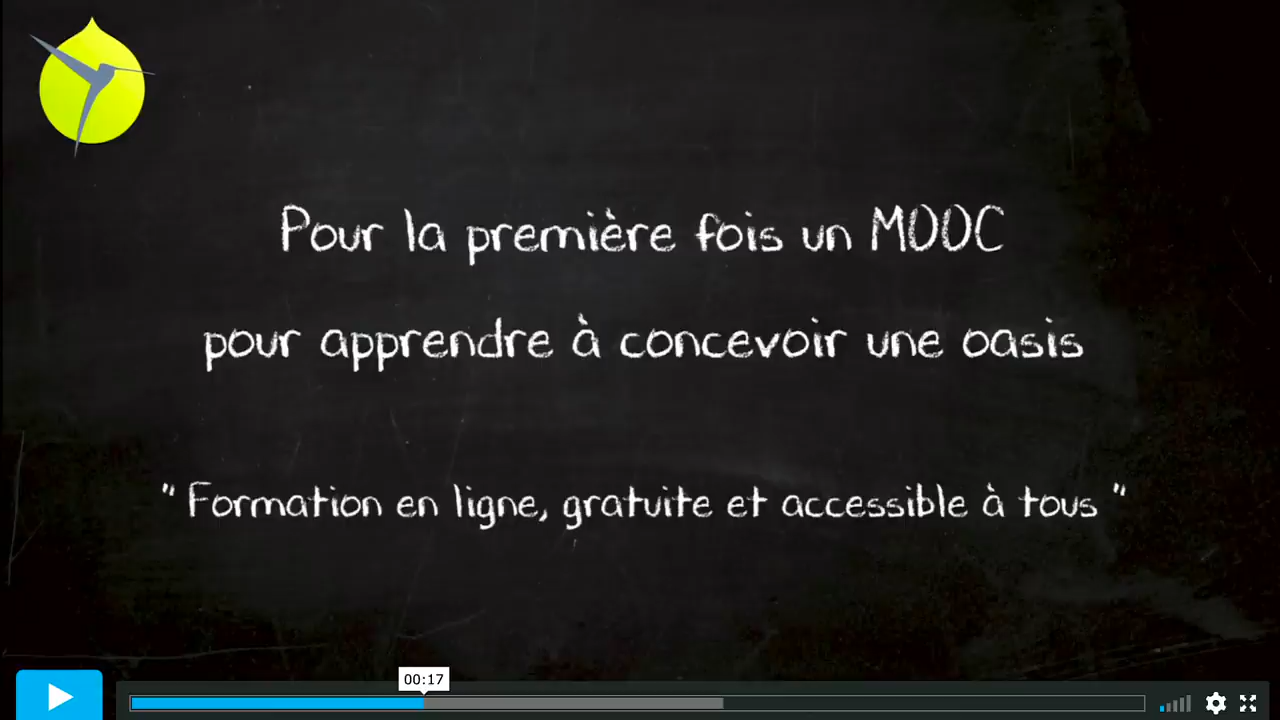 Pour la première fois un MOOC
pour apprendre à concevoir une oasis
" Formation en ligne, gratuite et accessible à tous "
00:17